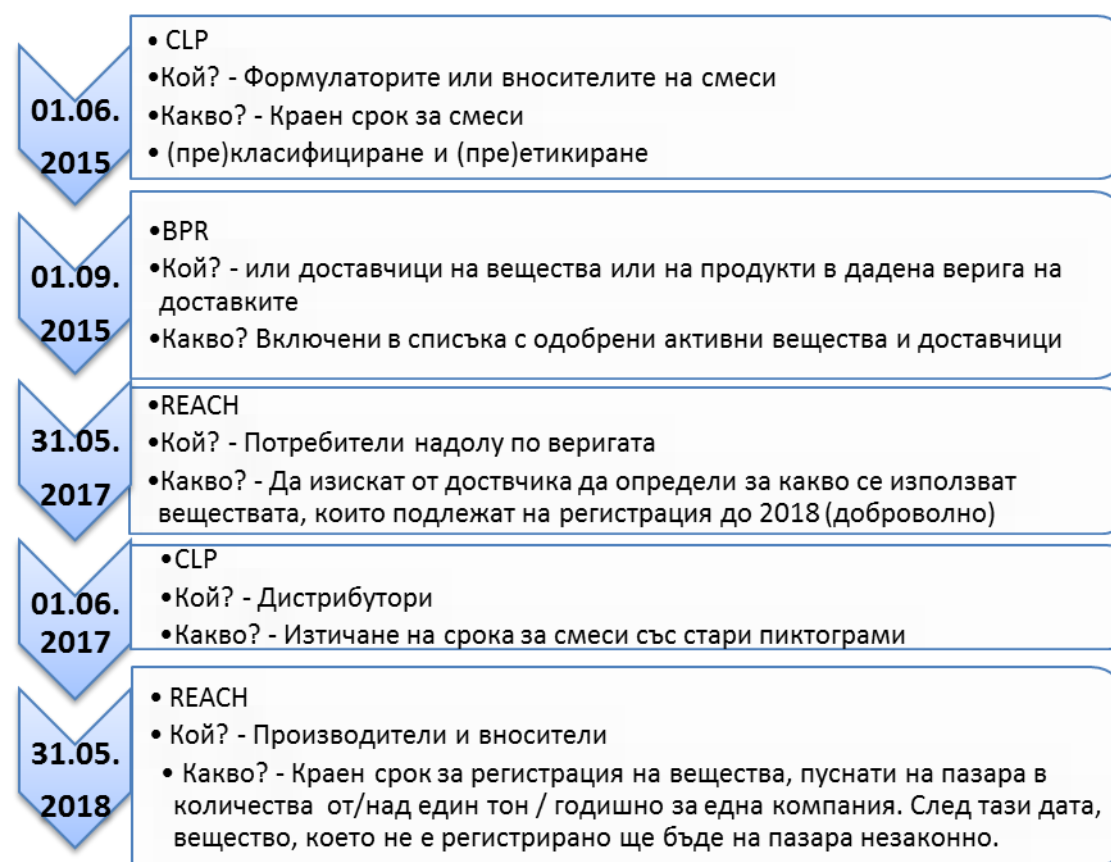 01.06.
2015
• CLP
•Кой? - Формулаторите или вносителите на смеси
•Какво? - Краен срок за смеси
• (пре)класифициране и (пре)етикиране
01.09.
2015
•BPR
•Кой? - или доставчици на вещества или на продукти в дадена верига на
доставките
•Какво? Включени в списъка с одобрени активни вещества и доставчици
31.05.
2017
•REACH
•Кой? - Потребители надолу по веригата
•Какво? - Да изискат от доствчика да определи за какво се използват
веществата, които подлежат на регистрация до 2018 (доброволно)
01.06.
2017
•CLP
•Кой? - Дистрибутори
•Какво? - Изтичане на срока за смеси със стари пиктограми
31.05.
2018
• REACH
• Кой? - Производители и вносители
• Какво? - Краен срок за регистрация на вещества, пуснати на пазара в
количества от/над един тон / годишно за една компания. След тази дата,
вещество, което не е регистрирано ще бъде на пазара незаконно.